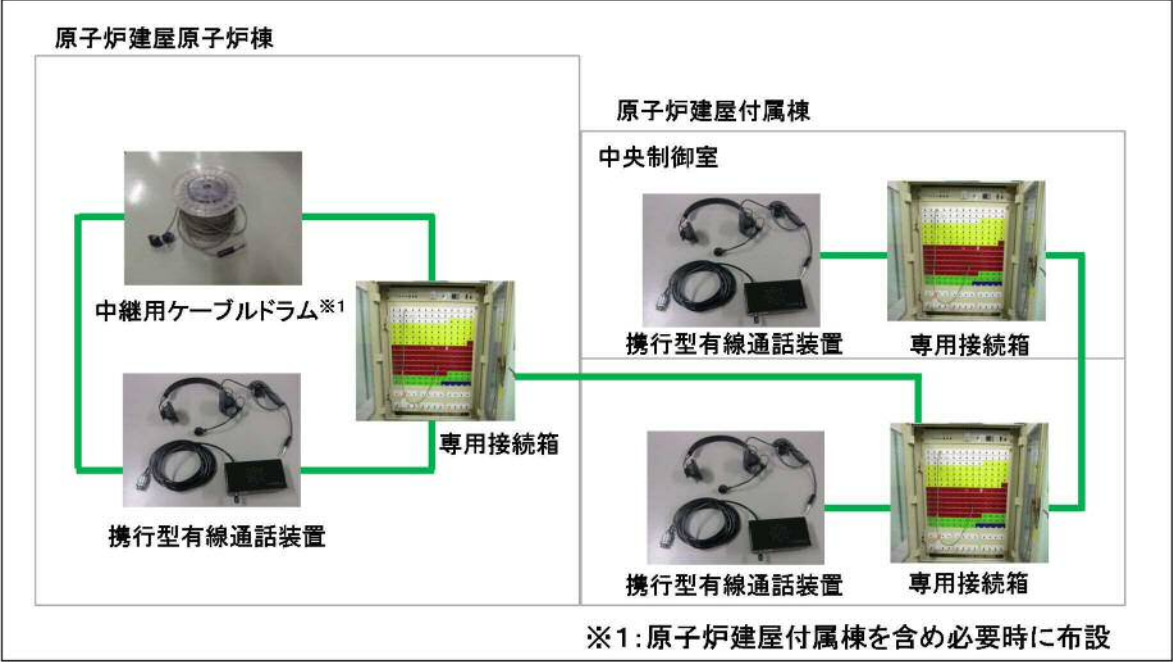 原子炉建屋原子炉棟
原子炉建屋付属棟
中央制御室
中継用ケーブルドラム※1
携行型有線通話装置
専用接続箱
専用接続箱
携行型有線通話装置
携行型有線通話装置
専用接続箱
※1:原子炉建屋付属棟を含め必要時に布設